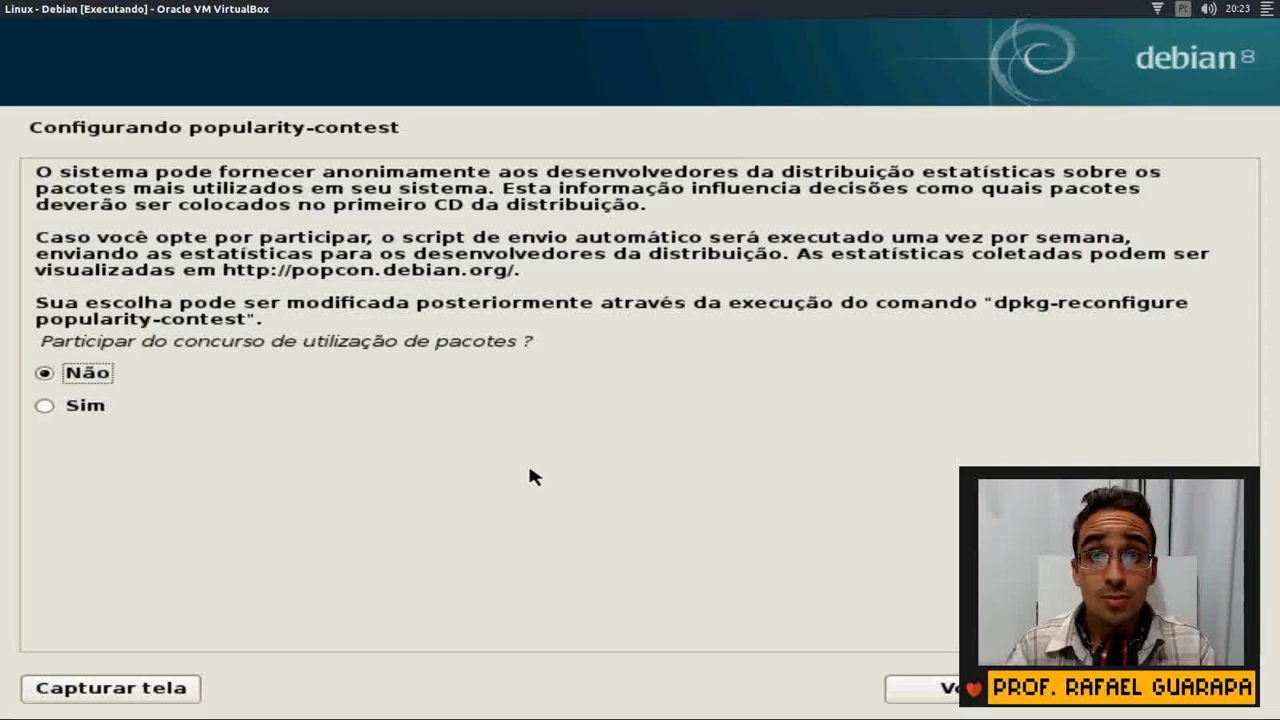 Linux - Debian [Executando] - Oracle VM VirtualBox
Pt
20:23
debian 8
Configurando popularity-contest
O sistema pode fornecer anonimamente aos desenvolvedores da distribuição estatísticas sobre os
pacotes mais utilizados em seu sistema. Esta informação influencia decisões como quais pacotes
deverão ser colocados no primeiro CD da distribuição.
Caso você opte por participar, o script de envio automático será executado uma vez por semana,
enviando as estatísticas para os desenvolvedores da distribuição. As estatísticas coletadas podem ser
visualizadas em http://popcon.debian.org/.
Sua escolha pode ser modificada posteriormente através da execução do comando "dpkg-reconfigure
popularity-contest".
Participar do concurso de utilização de pacotes ?
Não
Sim
Capturar tela
PROF. RAFAEL GUARAPA